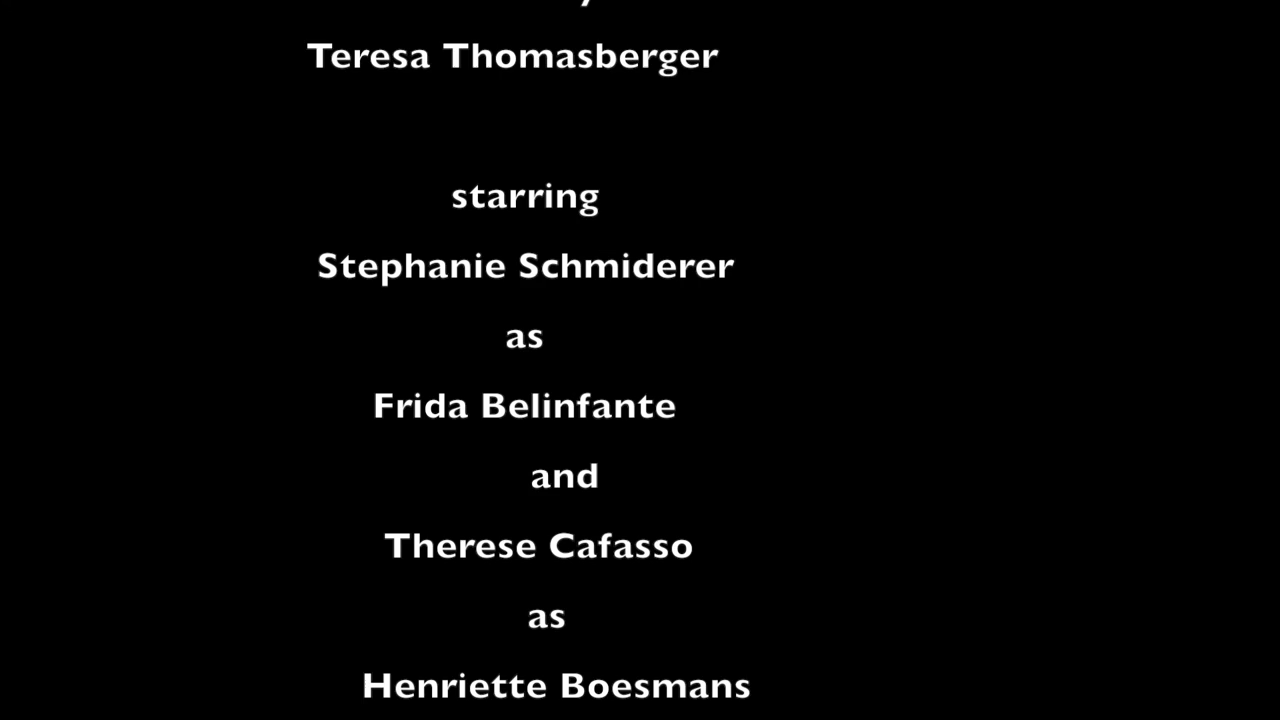 Teresa Thomasberger
starring
Stephanie Schmiderer
as
Frida Belinfante
and
Therese Cafasso
as
Henriette Boesmans